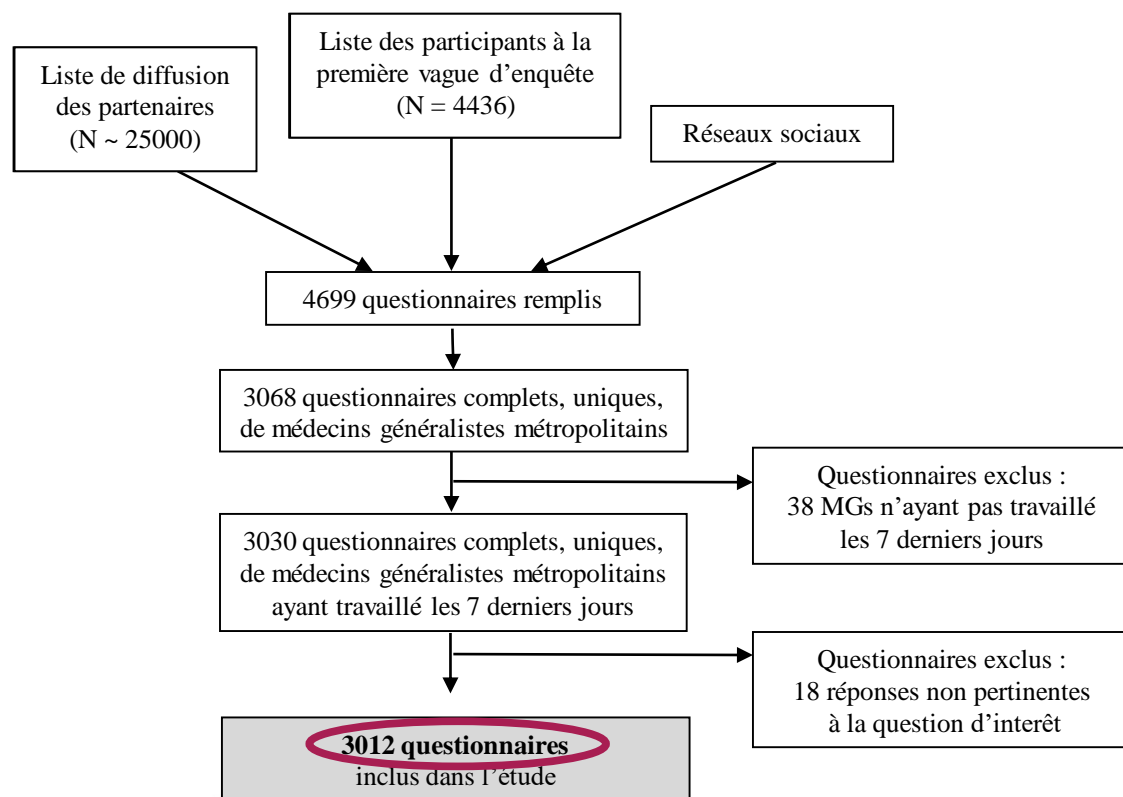 Liste de diffusion
des partenaires
(N ~ 25000)
Liste des participants à la
première vague d’enquête
(N = 4436)
Réseaux sociaux
4699 questionnaires remplis
3068 questionnaires complets, uniques,
de médecins généralistes métropolitains
Questionnaires exclus :
38 MGs n’ayant pas travaillé
les 7 derniers jours
3030 questionnaires complets, uniques,
de médecins généralistes métropolitains
ayant travaillé les 7 derniers jours
Questionnaires exclus :
18 réponses non pertinentes
à la question d’interêt
3012 questionnaires
inclus dans l’étude